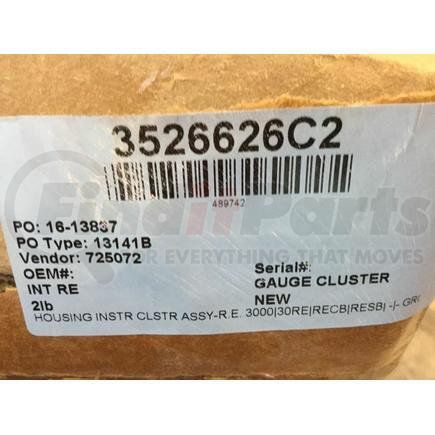 3526626C2
489742
PO: 16-13837
PO Type: 13141B
Vendor: 725072
OEM#:
Serial#:
INT RE
GAUGE CLUSTER
2lb
NEW
HOUSING INSTR CLSTR ASSY-R.E. 3000|30RE|RECB|RESB| -|- GR
FindItParts